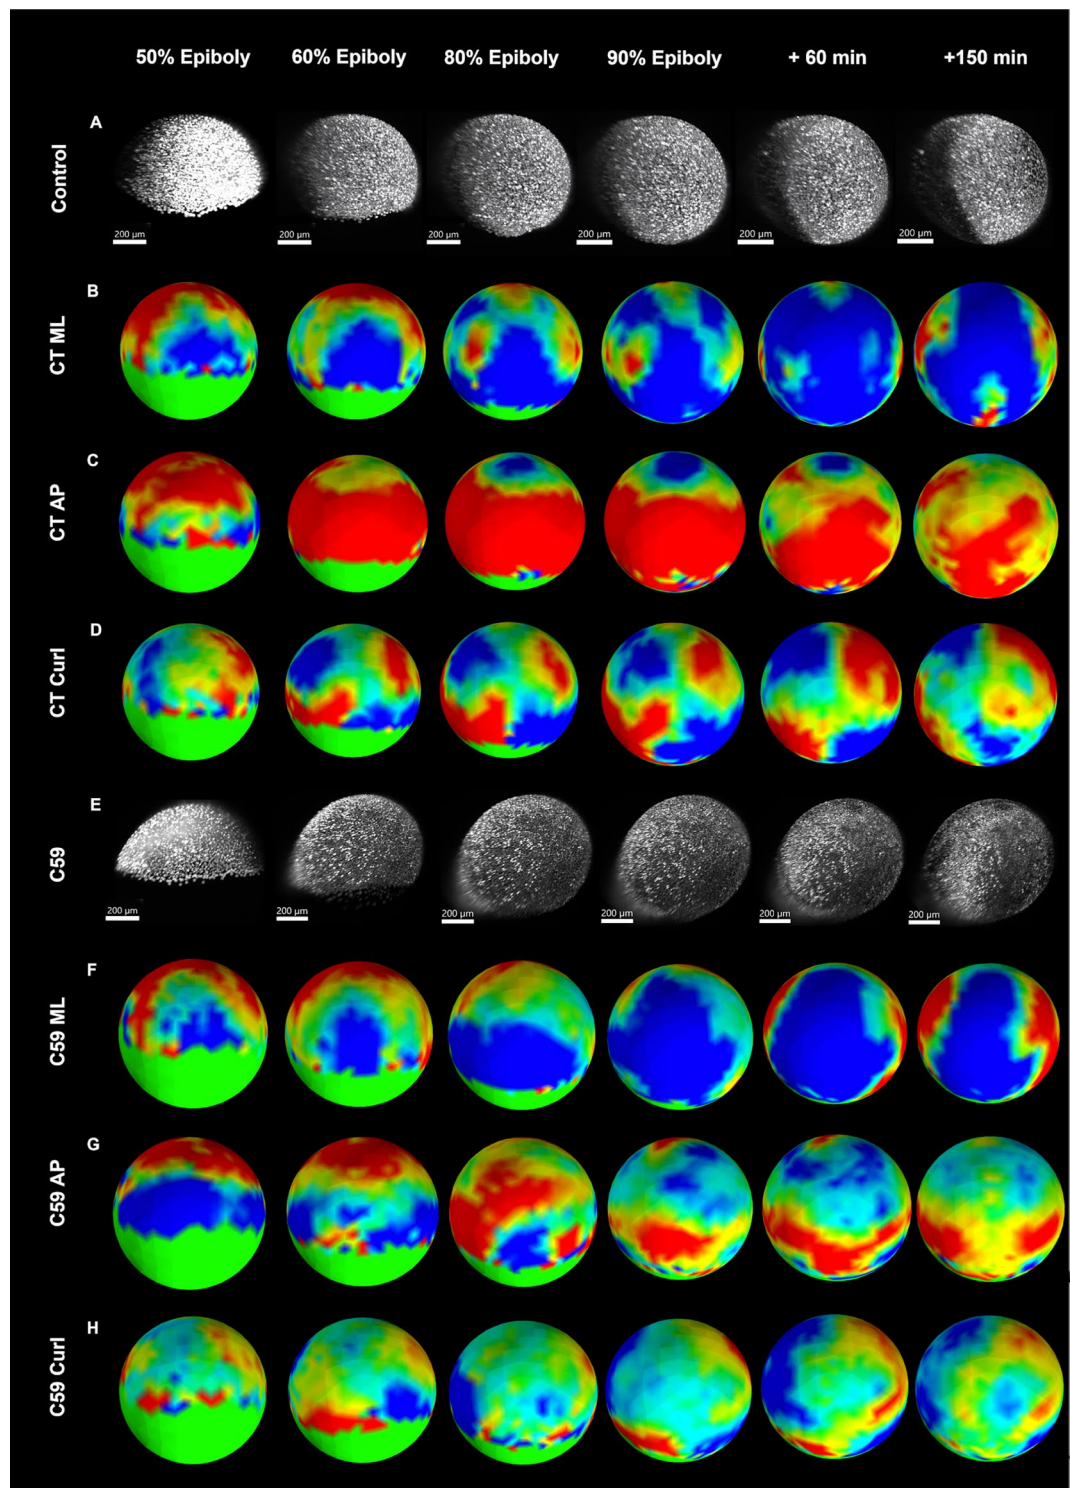 50% Epiboly 60% Epiboly 80% Epiboly 90% Epiboly + 60 min +150 min
A
Control
200 µm 200 µm 200 µm 200 µm 200 µm 200 µm
B
CT ML
C
CT AP
D
CT Curl
E
C59
200 µm 200 µm 200 µm 200 µm 200 µm 200 µm
F
C59 ML
G
C59 AP
H
C59 Curl